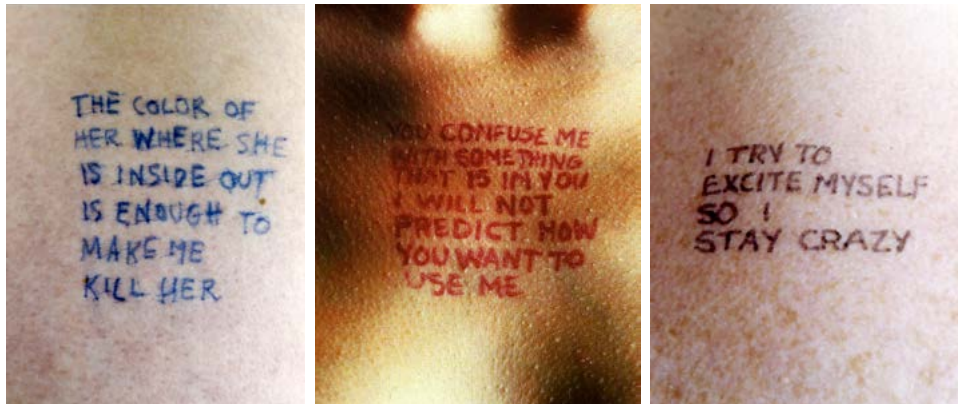 THE COLOR OF
HER WHERE SHE
IS INSIDE OUT
IS ENOUGH TO
MAKE ME
KILL HER
YOU CONFUSE ME
WITH SOMETHING
THAT IS IN YOU
I WILL NOT
PREDICT HOW
YOU WANT TO
USE ME
I TRY TO
EXCITE MYSELF
SO I
STAY CRAZY